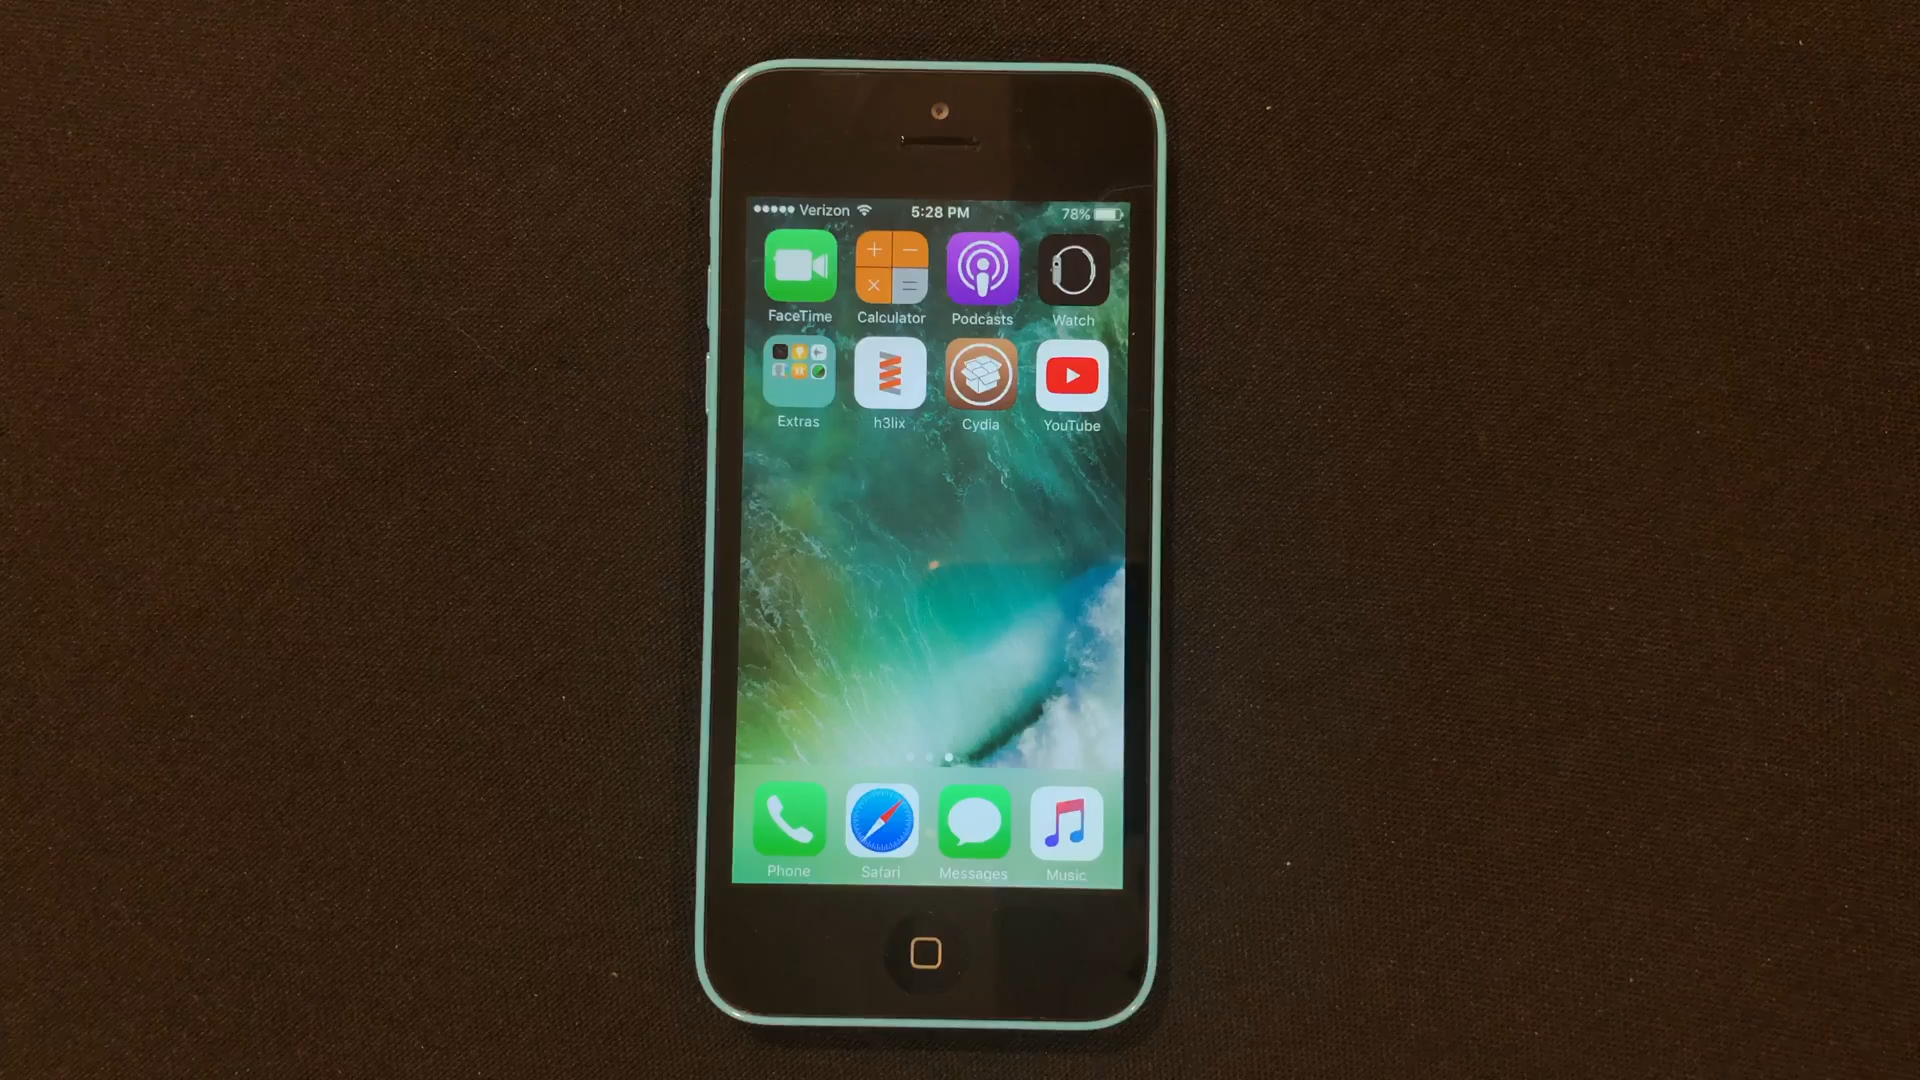 Verizon 5:28 PM 78%
FaceTime Calculator Podcasts Watch
Extras h3lix Cydia YouTube
Phone Safari Messages Music